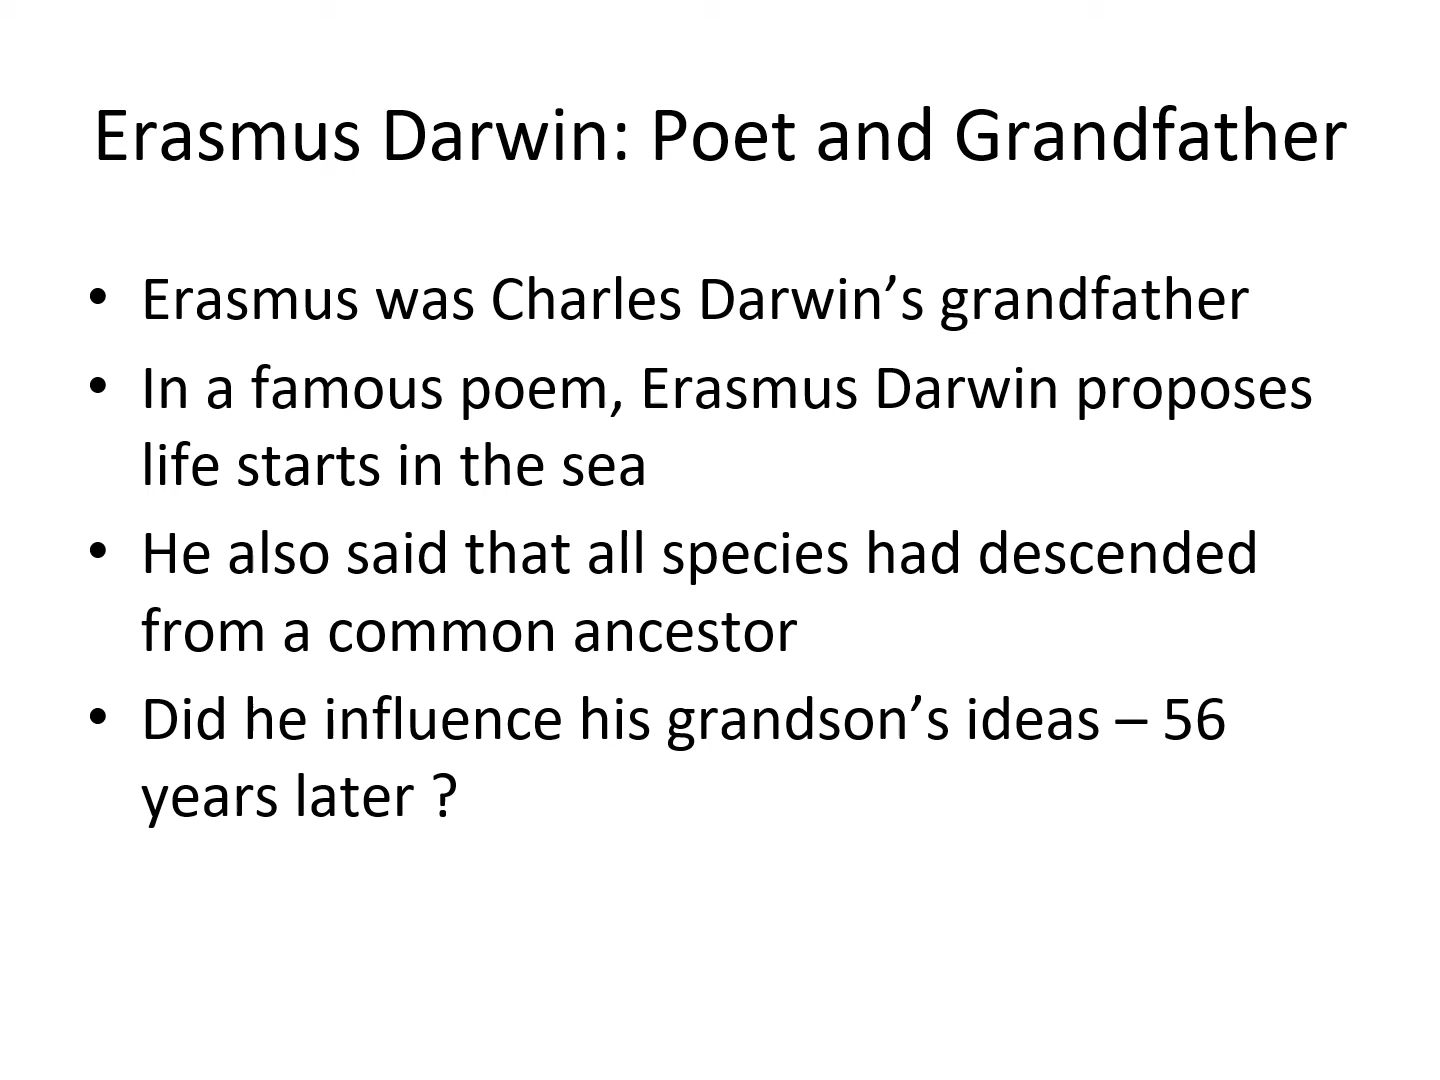 Erasmus Darwin: Poet and Grandfather
• Erasmus was Charles Darwin’s grandfather
• In a famous poem, Erasmus Darwin proposes
life starts in the sea
• He also said that all species had descended
from a common ancestor
• Did he influence his grandson’s ideas – 56
years later ?